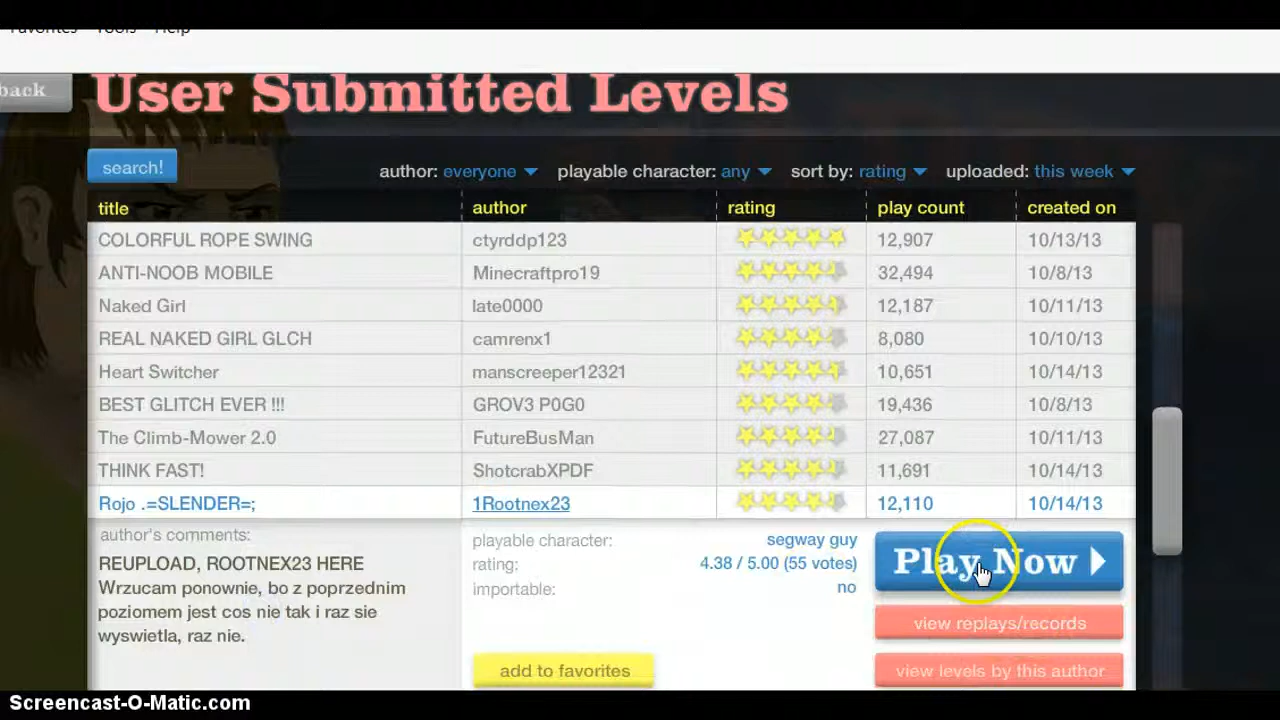 Favorites Tools Help
back
User Submitted Levels
search! author: everyone playable character: any sort by: rating uploaded: this week
title author rating play count created on
COLORFUL ROPE SWING ctyrddp123 12,907 10/13/13
ANTI-NOOB MOBILE Minecraftpro19 32,494 10/8/13
Naked Girl late0000 12,187 10/11/13
REAL NAKED GIRL GLCH camrenx1 8,080 10/10/13
Heart Switcher manscreeper12321 10,651 10/14/13
BEST GLITCH EVER !!! GROV3 P0G0 19,436 10/8/13
The Climb-Mower 2.0 FutureBusMan 27,087 10/11/13
THINK FAST! ShotcrabXPDF 11,691 10/14/13
Rojo .=SLENDER=; 1Rootnex23 12,110 10/14/13
author's comments:
REUPLOAD, ROOTNEX23 HERE
Wrzucam ponownie, bo z poprzednim
poziomem jest cos nie tak i raz sie
wyswietla, raz nie.
playable character: segway guy
rating: 4.38 / 5.00 (55 votes)
importable: no
add to favorites
Play Now
view replays/records
view levels by this author
Screencast-O-Matic.com